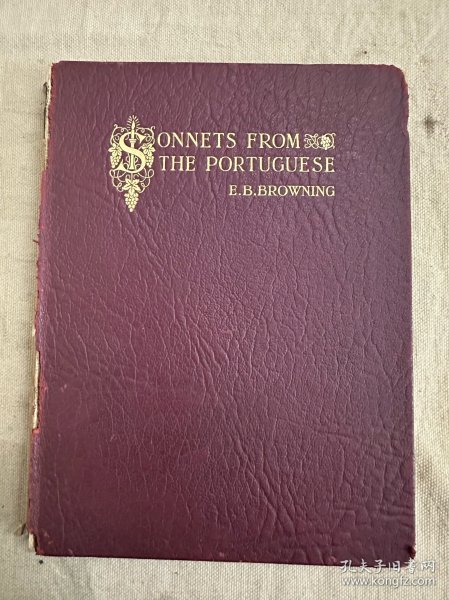 SONNETS FROM
THE PORTUGUESE
E.B.BROWNING
孔夫子旧书网
www.kongfz.com